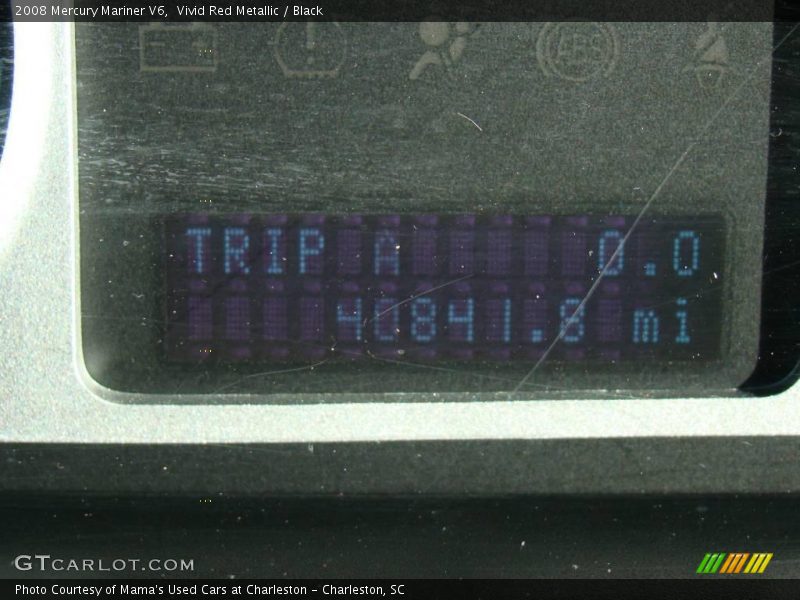 2008 Mercury Mariner V6,  Vivid Red Metallic / Black
ABS
TRIP A 0.0
40841.8 mi
GTCARLOT.COM
Photo Courtesy of Mama's Used Cars at Charleston - Charleston, SC